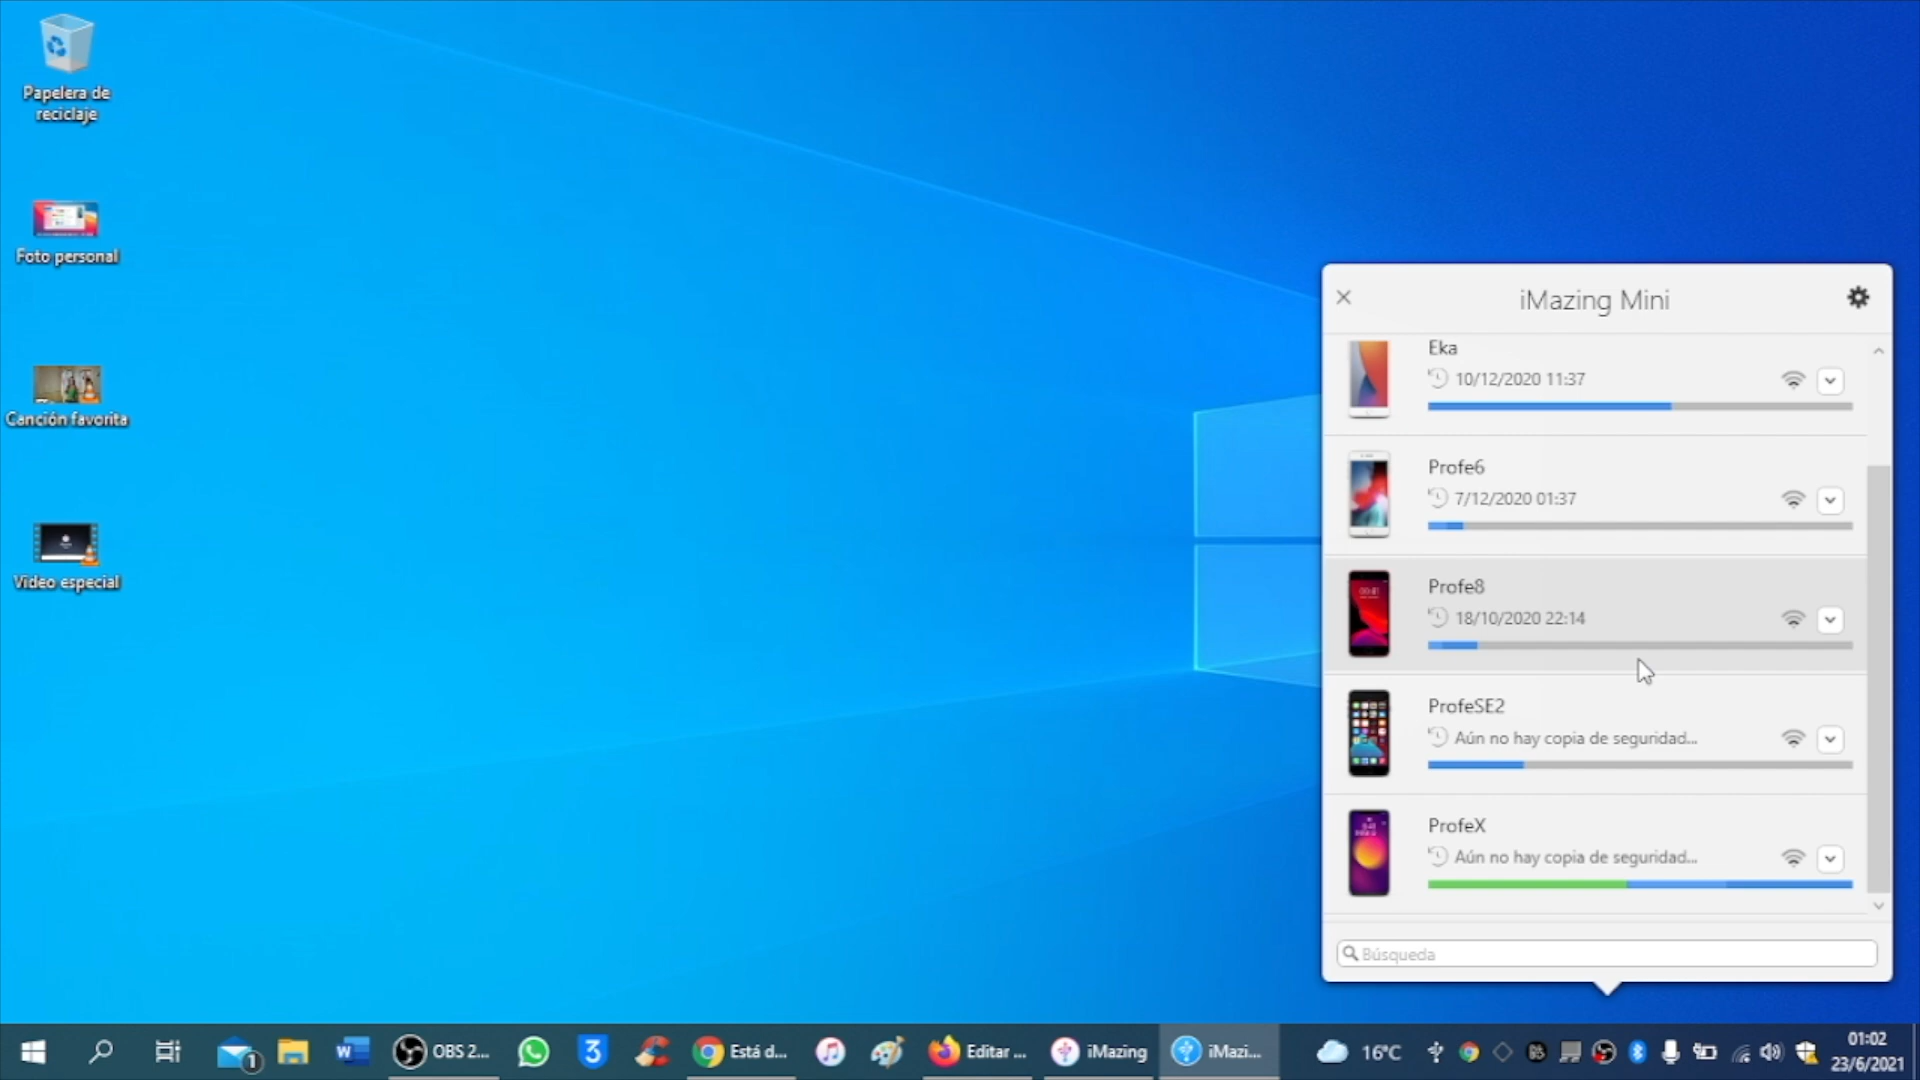 Papelera de
reciclaje
Foto personal
Canción favorita
Video especial
iMazing Mini
Eka
10/12/2020 11:37
Profe6
7/12/2020 01:37
Profe8
18/10/2020 22:14
ProfeSE2
Aún no hay copia de seguridad...
ProfeX
Aún no hay copia de seguridad...
Búsqueda
1
OBS 2...
3
Está d...
Editar ...
iMazing
iMazi...
16°C
01:02
23/6/2021